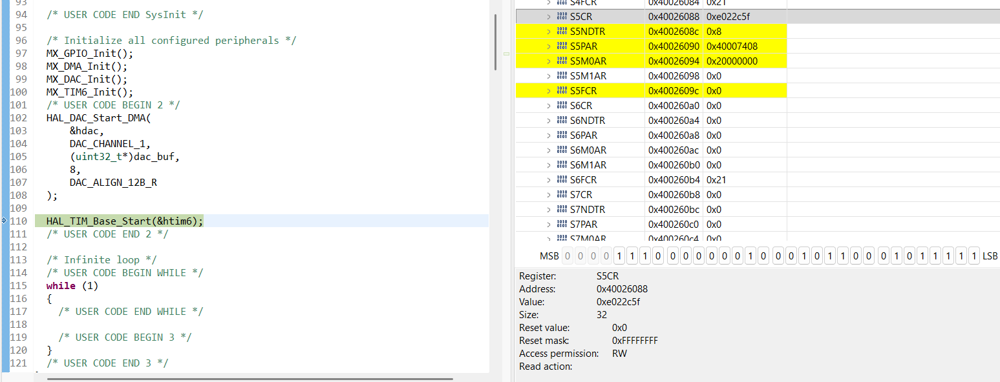 93
94 /* USER CODE END SysInit */
95
96 /* Initialize all configured peripherals */
97 MX_GPIO_Init();
98 MX_DMA_Init();
99 MX_DAC_Init();
100 MX_TIM6_Init();
101 /* USER CODE BEGIN 2 */
102 HAL_DAC_Start_DMA(
103 &hdac,
104 DAC_CHANNEL_1,
105 (uint32_t*)dac_buf,
106 8,
107 DAC_ALIGN_12B_R
108 );
109
110 HAL_TIM_Base_Start(&htim6);
111 /* USER CODE END 2 */
112
113 /* Infinite loop */
114 /* USER CODE BEGIN WHILE */
115 while (1)
116 {
117 /* USER CODE END WHILE */
118
119 /* USER CODE BEGIN 3 */
120 }
121 /* USER CODE END 3 */
S4FCR 0x40026084 0x21
S5CR 0x40026088 0xe022c5f
S5NDTR 0x4002608c 0x8
S5PAR 0x40026090 0x40007408
S5M0AR 0x40026094 0x20000000
S5M1AR 0x40026098 0x0
S5FCR 0x4002609c 0x0
S6CR 0x400260a0 0x0
S6NDTR 0x400260a4 0x0
S6PAR 0x400260a8 0x0
S6M0AR 0x400260ac 0x0
S6M1AR 0x400260b0 0x0
S6FCR 0x400260b4 0x21
S7CR 0x400260b8 0x0
S7NDTR 0x400260bc 0x0
S7PAR 0x400260c0 0x0
S7M0AR 0x400260c4 0x0
MSB 0 0 0 0 1 1 1 0 0 0 0 0 0 0 1 0 0 0 1 0 1 1 0 0 0 1 0 1 1 1 1 1 LSB
Register: S5CR
Address: 0x40026088
Value: 0xe022c5f
Size: 32
Reset value: 0x0
Reset mask: 0xFFFFFFFF
Access permission: RW
Read action: